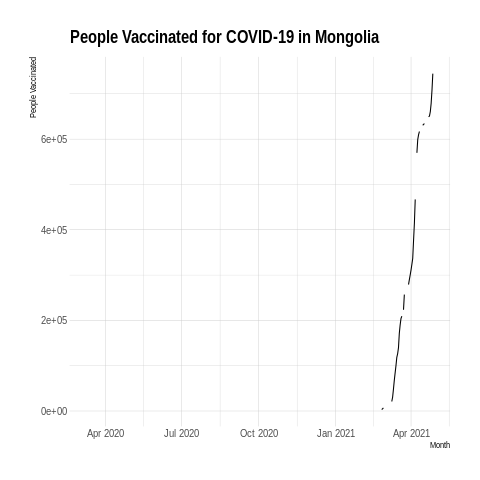 People Vaccinated for COVID-19 in Mongolia
People Vaccinated
6e+05
4e+05
2e+05
0e+00
Apr 2020 Jul 2020 Oct 2020 Jan 2021 Apr 2021
Month